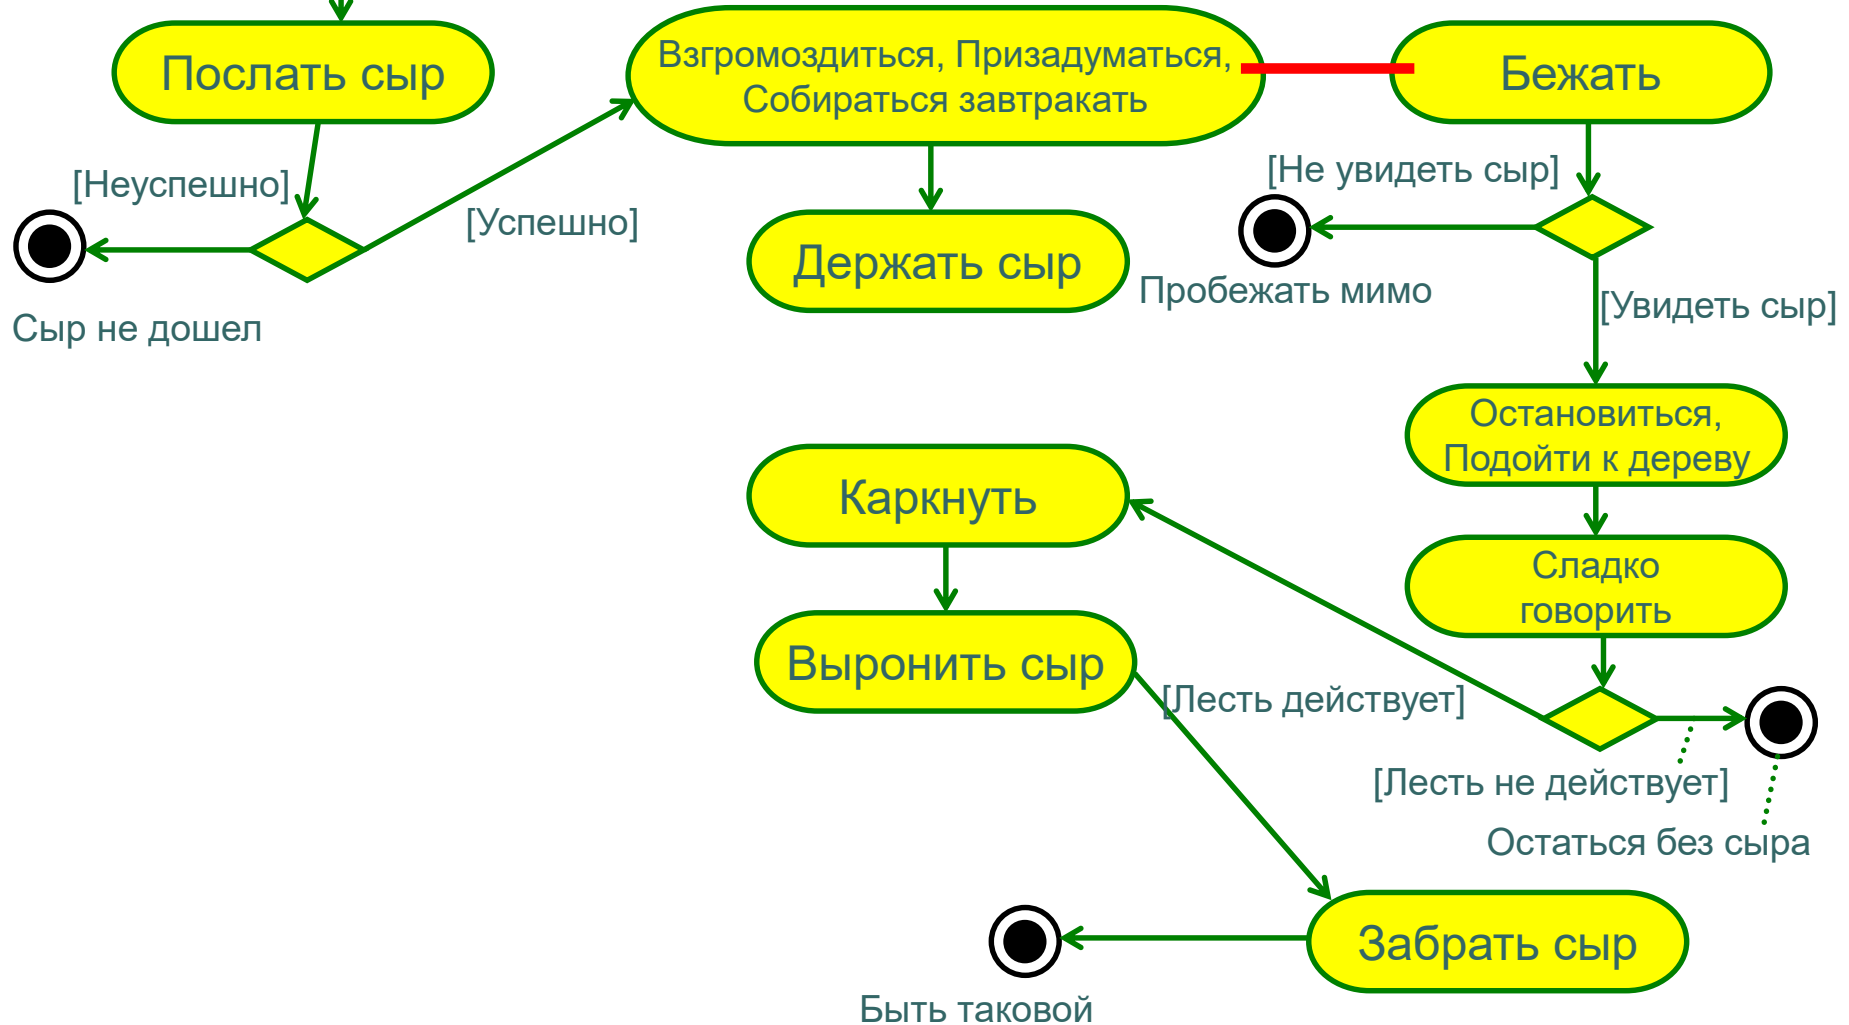 Послать сыр
Взгромоздиться, Призадуматься,
Собираться завтракать
Бежать
[Неуспешно]
[Успешно]
[Не увидеть сыр]
Держать сыр
Пробежать мимо
[Увидеть сыр]
Сыр не дошел
Остановиться,
Подойти к дереву
Каркнуть
Сладко
говорить
Выронить сыр
[Лесть действует]
[Лесть не действует]
Остаться без сыра
Забрать сыр
Быть таковой